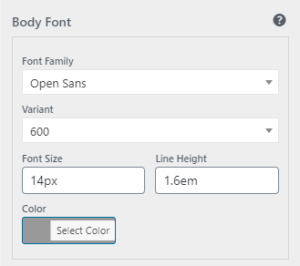 Body Font
?
Font Family
Open Sans
Variant
600
Font Size
Line Height
14px
1.6em
Color
Select Color